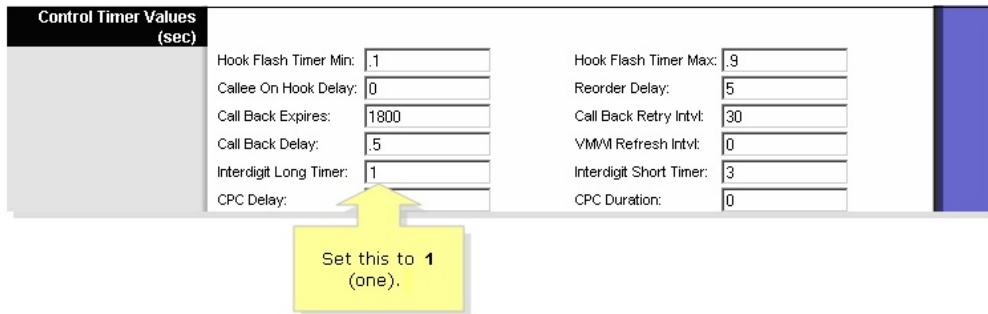 Control Timer Values
(sec)
Hook Flash Timer Min: .1 Hook Flash Timer Max: .9
Callee On Hook Delay: 0 Reorder Delay: 5
Call Back Expires: 1800 Call Back Retry Intvl: 30
Call Back Delay: .5 VMWI Refresh Intvl: 0
Interdigit Long Timer: 1 Interdigit Short Timer: 3
CPC Delay: CPC Duration: 0
Set this to 1
(one).